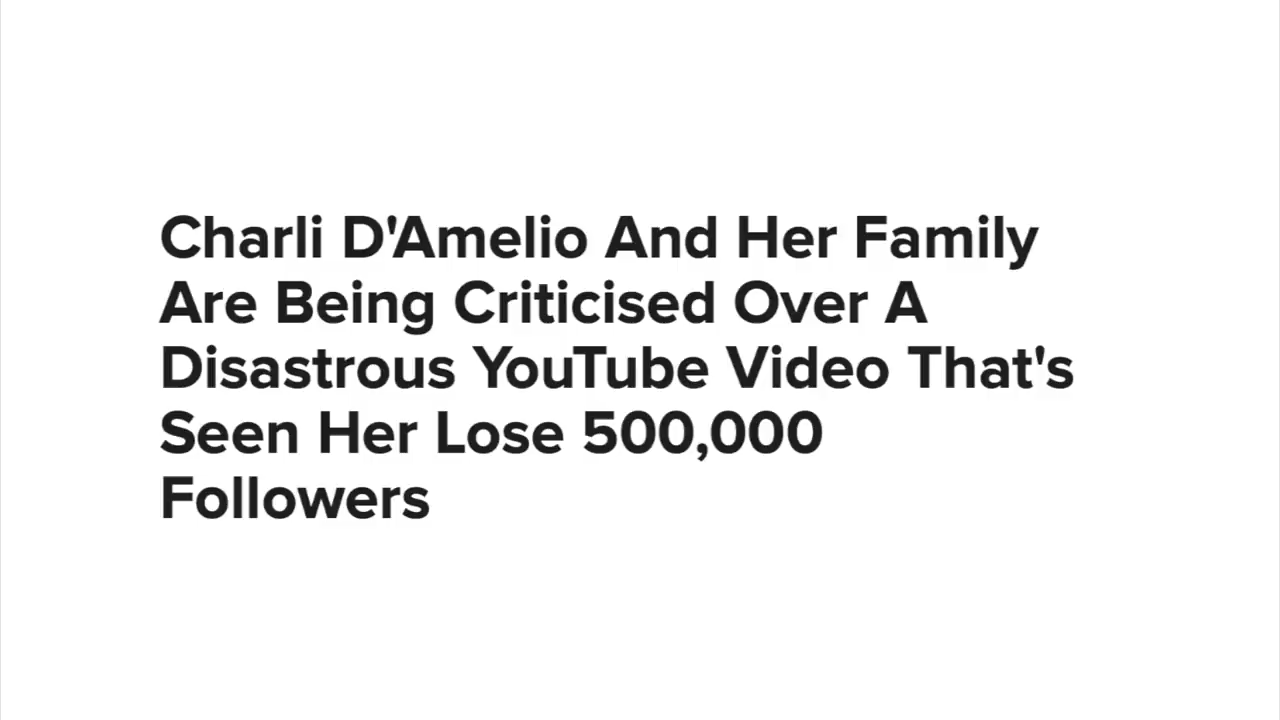 Charli D'Amelio And Her Family
Are Being Criticised Over A
Disastrous YouTube Video That's
Seen Her Lose 500,000
Followers